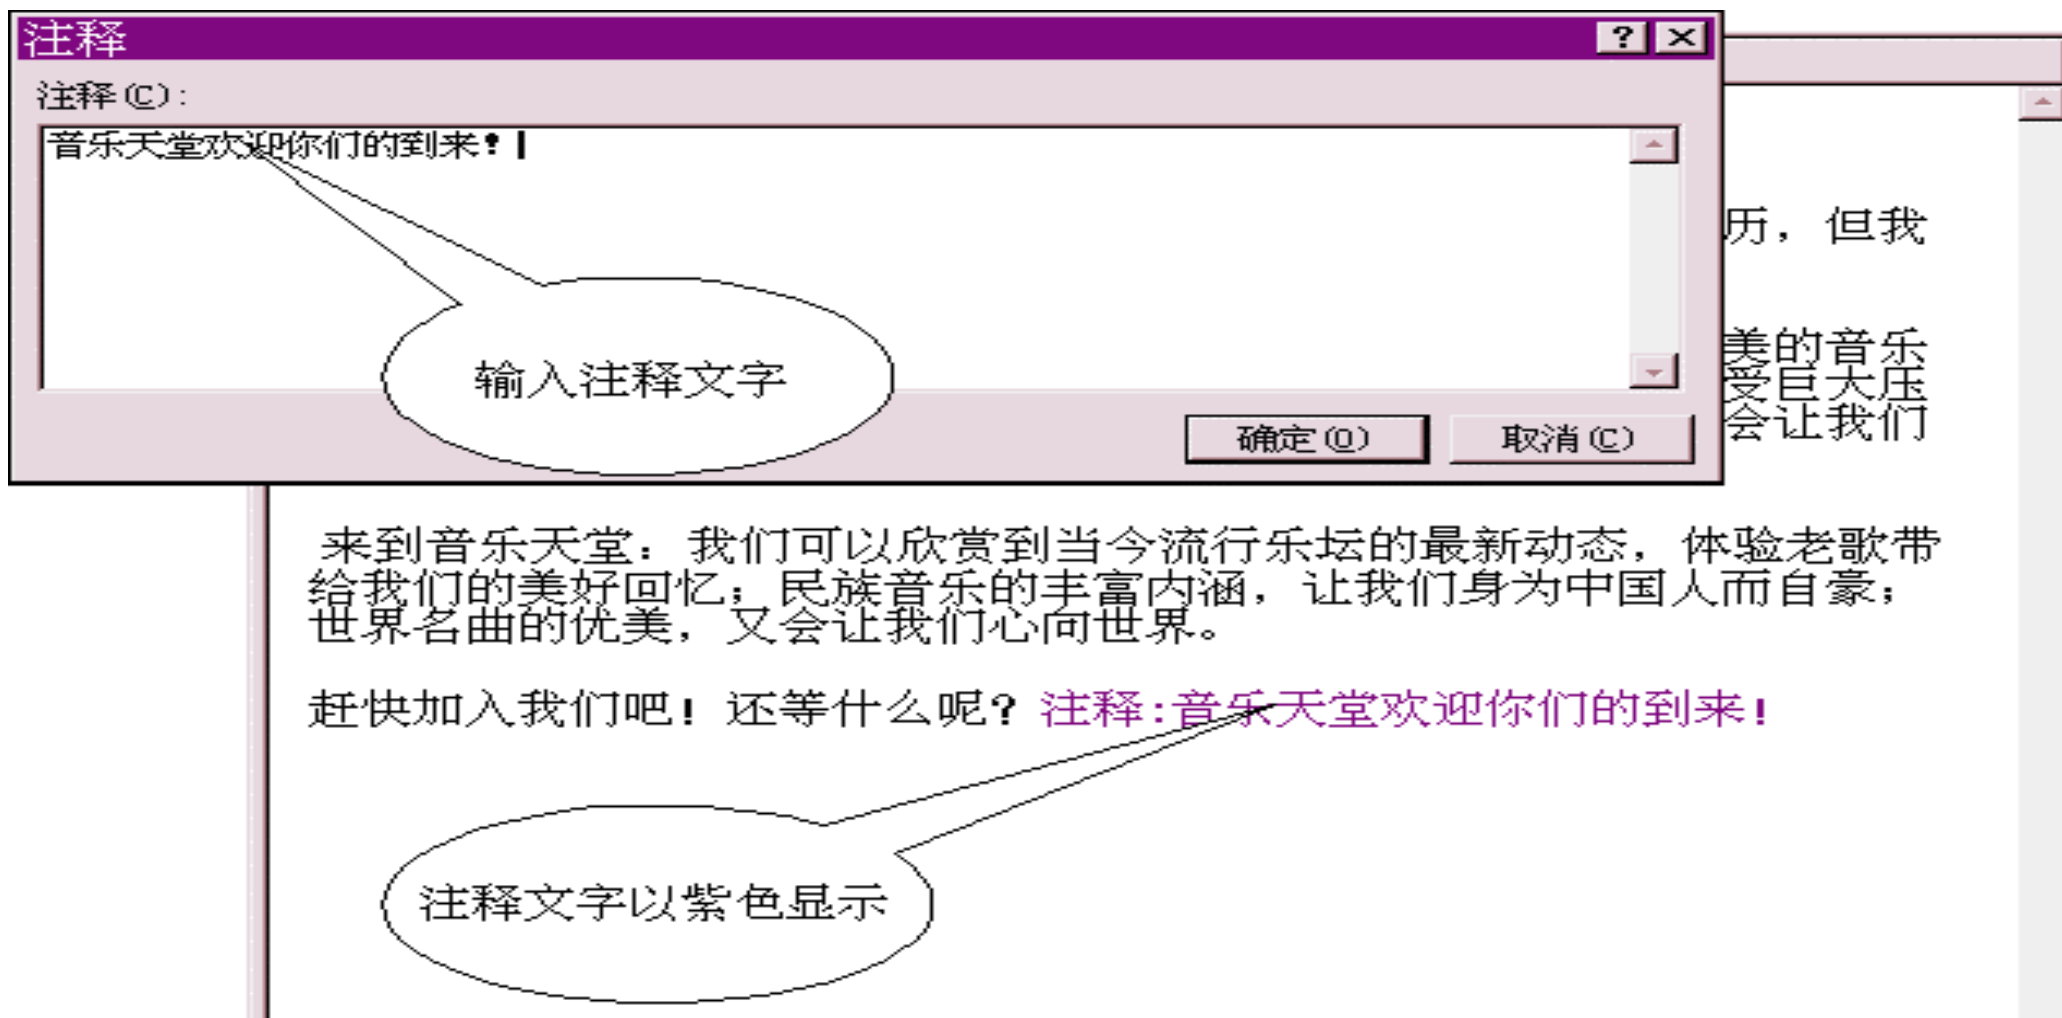 注释
注释(C):
音乐天堂欢迎你们的到来!
输入注释文字
确定(O)
取消(C)
历，但我
美的音乐
受巨大压
会让我们
来到音乐天堂：我们可以欣赏到当今流行乐坛的最新动态，体验老歌带
给我们的美好回忆；民族音乐的丰富内涵，让我们身为中国人而自豪；
世界名曲的优美，又会让我们心向世界。
赶快加入我们吧！还等什么呢？注释:音乐天堂欢迎你们的到来！
注释文字以紫色显示